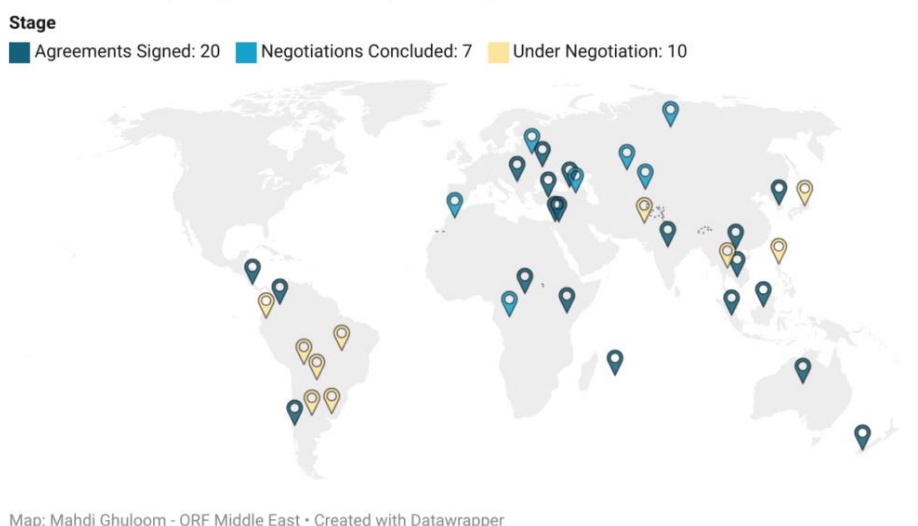 Stage
Agreements Signed: 20 Negotiations Concluded: 7 Under Negotiation: 10
Map: Mahdi Ghuloom - ORF Middle East • Created with Datawrapper